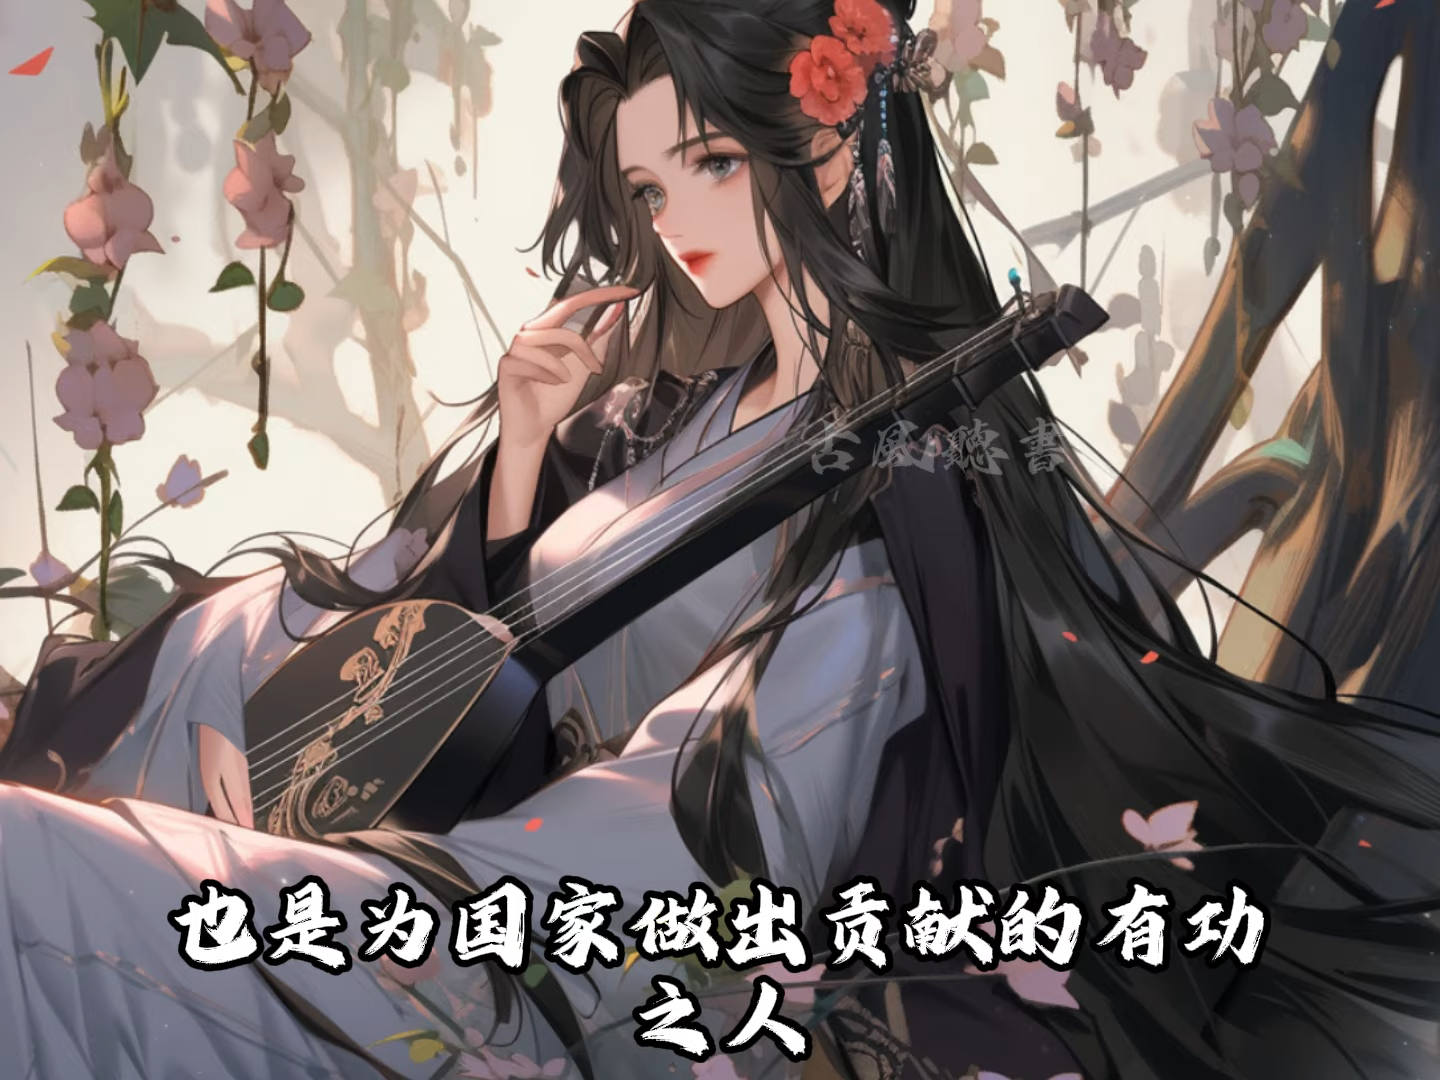 古風聽書
也是为国家做出贡献的有功
之人